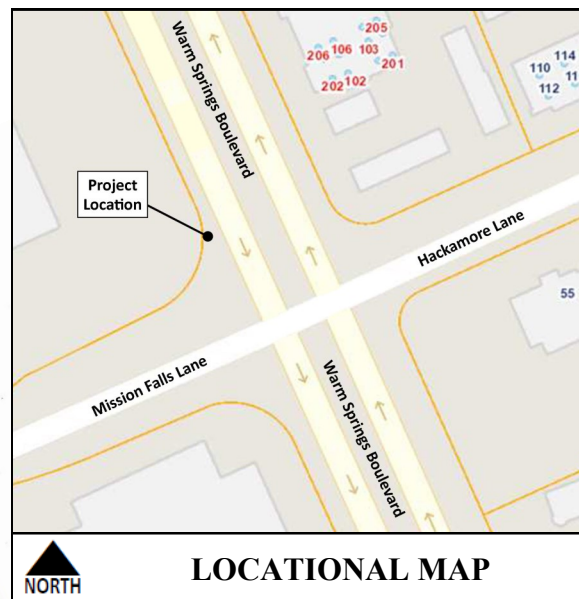 205
206
106
103
201
202
102
110
114
11
112
Warm Springs Boulevard
Project
Location
Hackamore Lane
55
Mission Falls Lane
Warm Springs Boulevard
NORTH
LOCATIONAL MAP